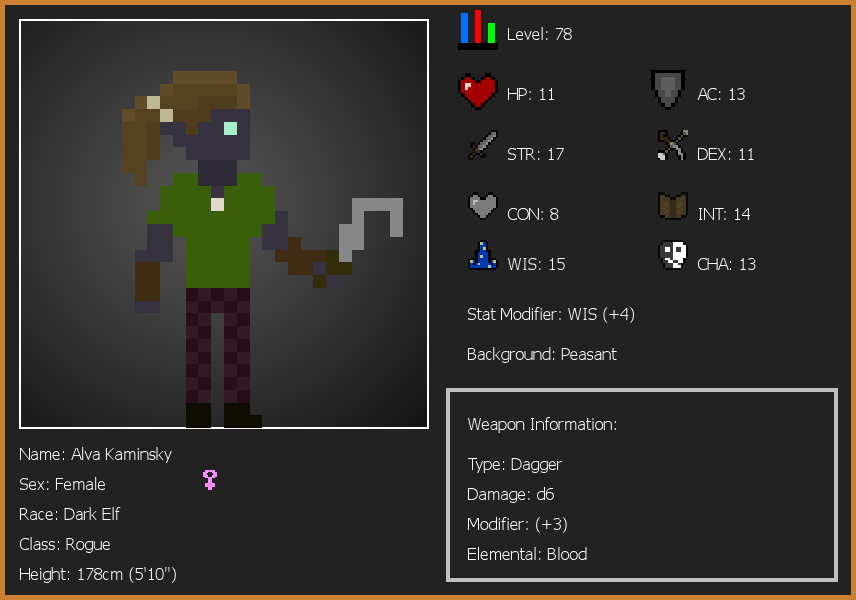 Level: 78
HP: 11
AC: 13
STR: 17
DEX: 11
CON: 8
INT: 14
WIS: 15
CHA: 13
Stat Modifier: WIS (+4)
Background: Peasant
Weapon Information:
Type: Dagger
Damage: d6
Modifier: (+3)
Elemental: Blood
Name: Alva Kaminsky
Sex: Female
Race: Dark Elf
Class: Rogue
Height: 178cm (5'10")